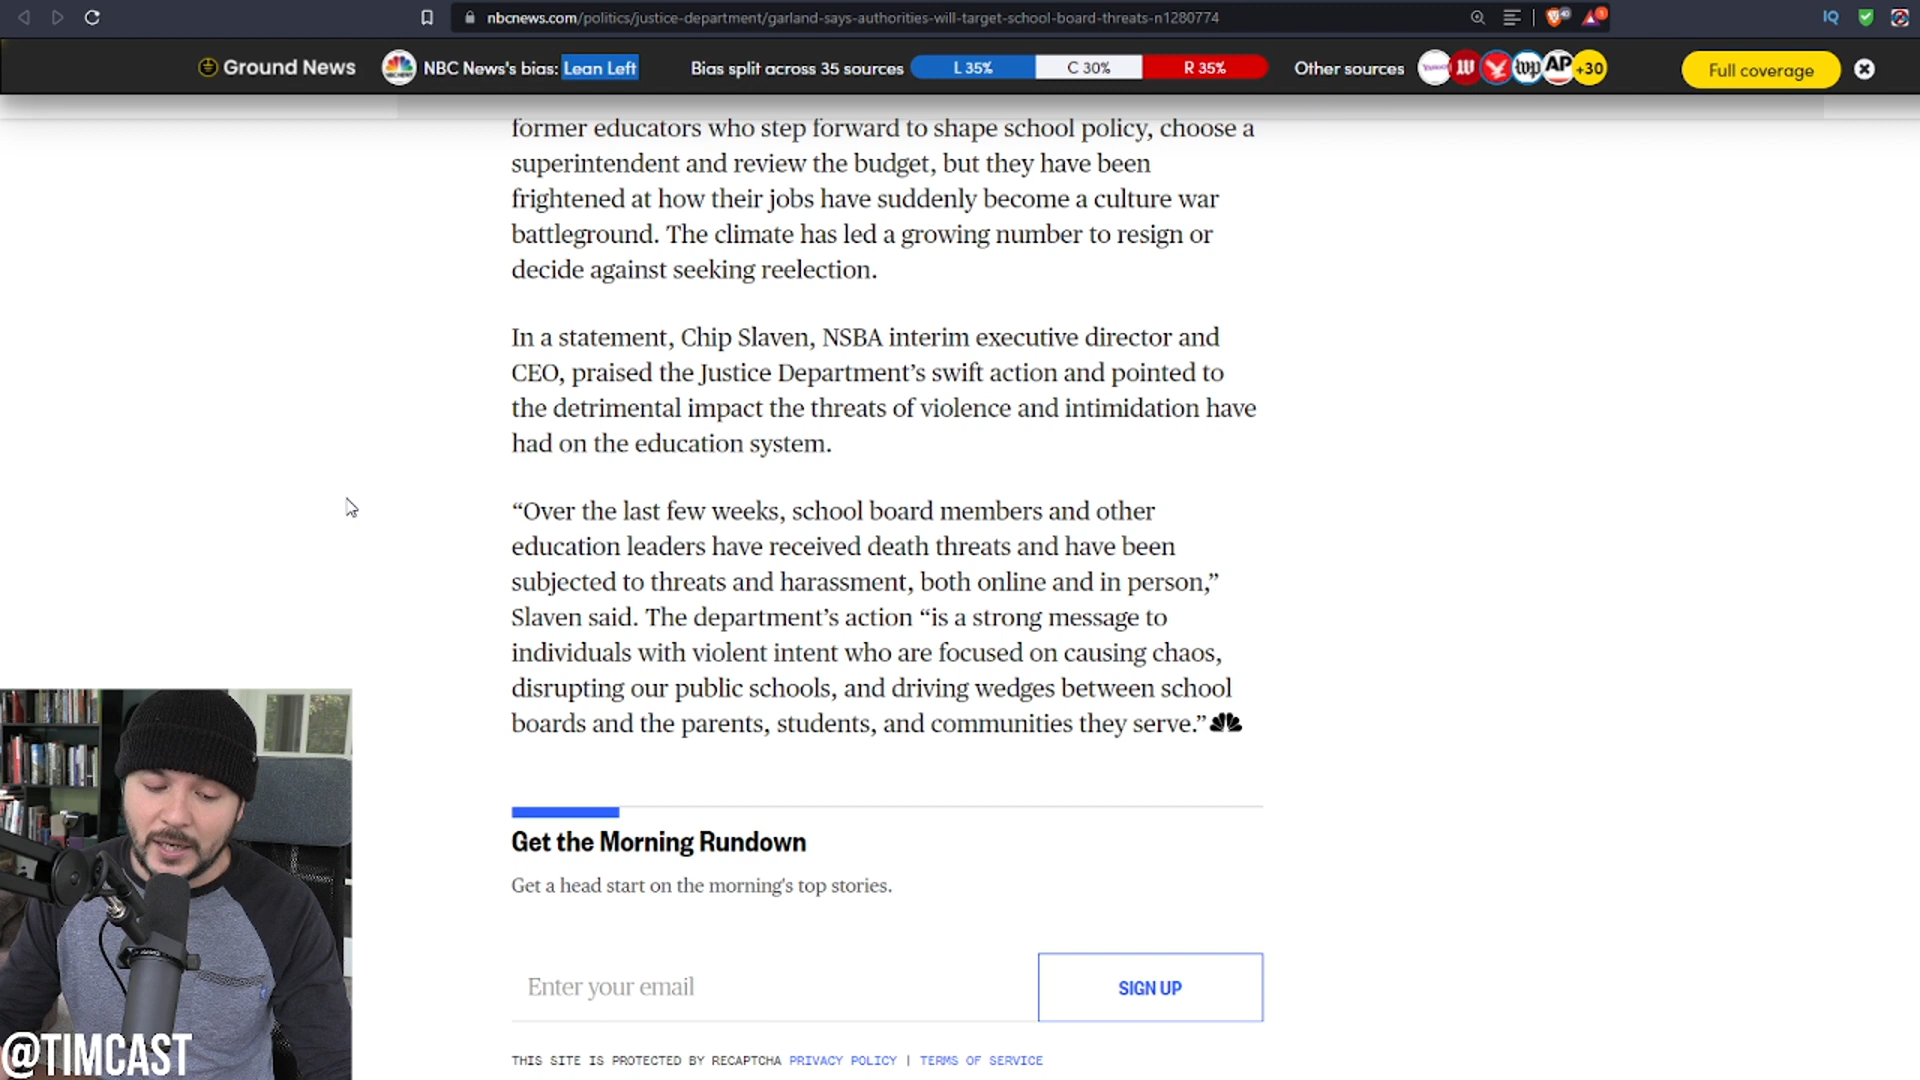 nbcnews.com/politics/justice-department/garland-says-authorities-will-target-school-board-threats-n1280774
IQ
Ground News
NBC News's bias: Lean Left
Bias split across 35 sources
L 35%
C 30%
R 35%
Other sources
wp
AP
+30
Full coverage
former educators who step forward to shape school policy, choose a
superintendent and review the budget, but they have been
frightened at how their jobs have suddenly become a culture war
battleground. The climate has led a growing number to resign or
decide against seeking reelection.
In a statement, Chip Slaven, NSBA interim executive director and
CEO, praised the Justice Department's swift action and pointed to
the detrimental impact the threats of violence and intimidation have
had on the education system.
“Over the last few weeks, school board members and other
education leaders have received death threats and have been
subjected to threats and harassment, both online and in person,”
Slaven said. The department's action “is a strong message to
individuals with violent intent who are focused on causing chaos,
disrupting our public schools, and driving wedges between school
boards and the parents, students, and communities they serve.”
Get the Morning Rundown
Get a head start on the morning's top stories.
Enter your email
SIGN UP
THIS SITE IS PROTECTED BY RECAPTCHA PRIVACY POLICY | TERMS OF SERVICE
@TIMCAST